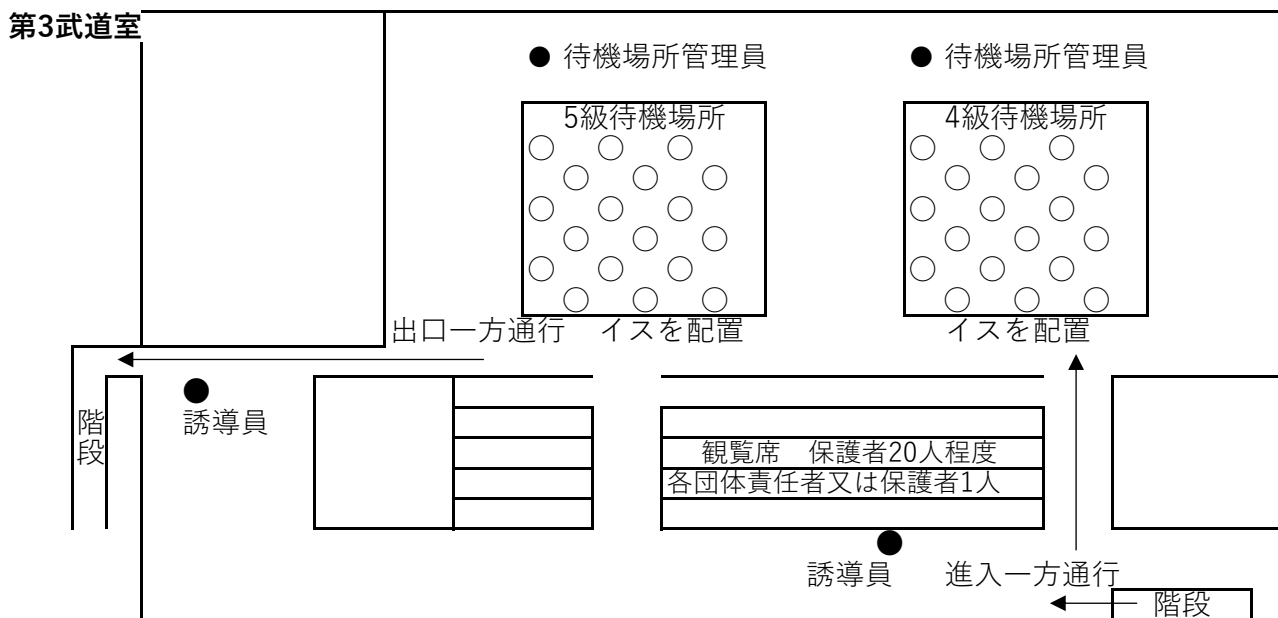 第3武道室
● 待機場所管理員
● 待機場所管理員
5級待機場所
4級待機場所
出口一方通行
イスを配置
イスを配置
階段
誘導員
観覧席　保護者20人程度
各団体責任者又は保護者1人
誘導員
進入一方通行
階段